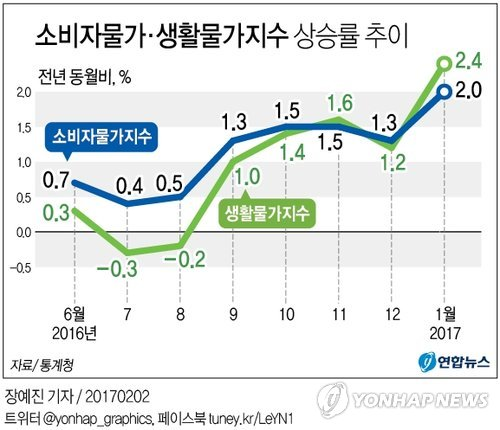 소비자물가·생활물가지수 상승률 추이
전년 동월비, %
2.0
1.5
1.0
0.5
0.0
-0.5
소비자물가지수
생활물가지수
0.7 0.4 0.5 1.3 1.5 1.5 1.3 2.0
0.3 -0.3 -0.2 1.0 1.4 1.6 1.2 2.4
6월 7 8 9 10 11 12 1월
2016년 2017
자료/통계청
연합뉴스
장예진 기자 / 20170202
YONHAP NEWS
트위터 @yonhap_graphics, 페이스북 tuney.kr/LeYN1